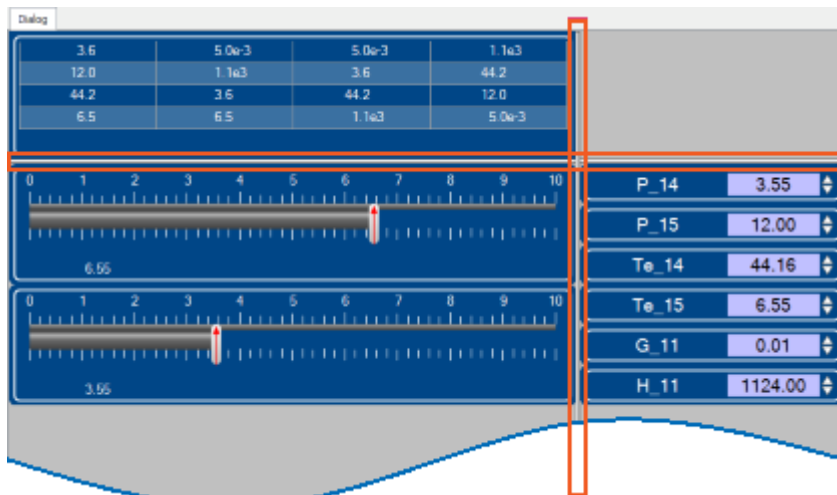 Dialog
3.6 5.0e-3 5.0e-3 1.1e3
12.0 1.1e3 3.6 44.2
44.2 3.6 44.2 12.0
6.5 6.5 1.1e3 5.0e-3
0 1 2 3 4 5 6 7 8 9 10
6.55
0 1 2 3 4 5 6 7 8 9 10
3.55
P_14 3.55
P_15 12.00
Te_14 44.16
Te_15 6.55
G_11 0.01
H_11 1124.00